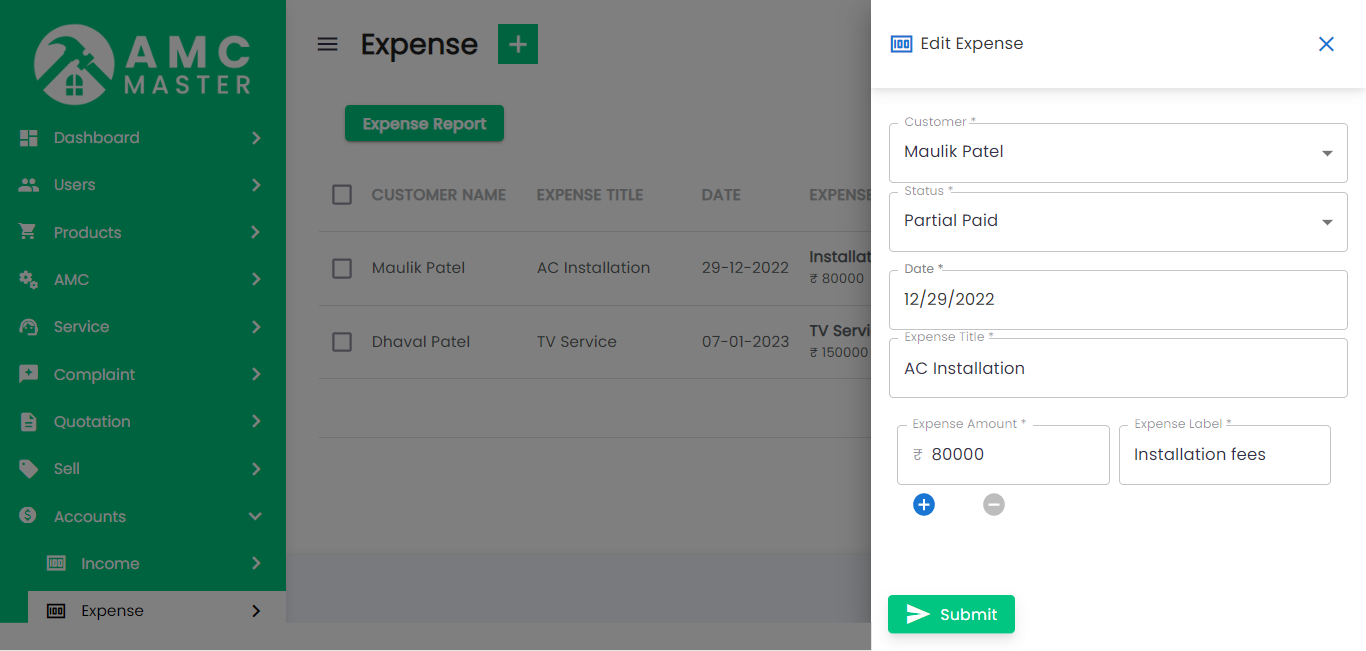 AMC
MASTER
Dashboard
Users
Products
AMC
Service
Complaint
Quotation
Sell
Accounts
Income
Expense
Expense
Expense Report
CUSTOMER NAME EXPENSE TITLE DATE EXPENSE
Maulik Patel AC Installation 29-12-2022 Installat
₹ 80000
Dhaval Patel TV Service 07-01-2023 TV Servi
₹ 150000
Edit Expense
Customer *
Maulik Patel
Status *
Partial Paid
Date *
12/29/2022
Expense Title *
AC Installation
Expense Amount * Expense Label *
₹ 80000 Installation fees
Submit